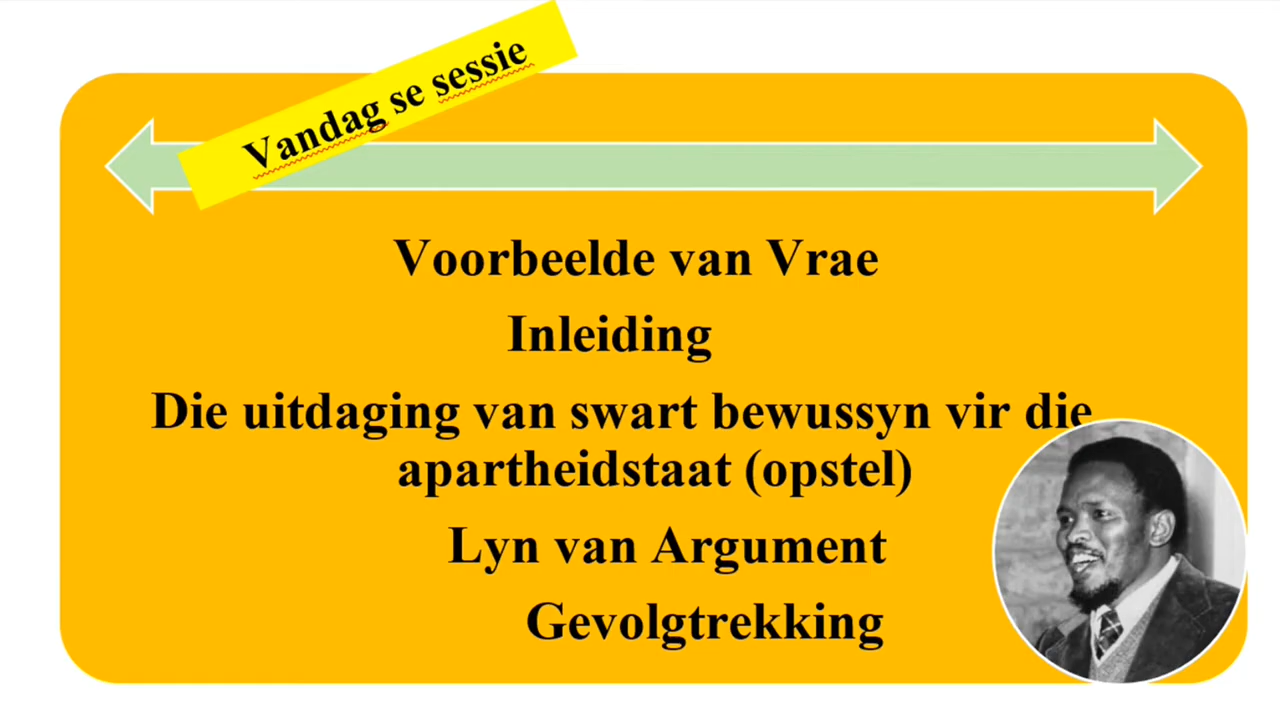 Vandag se sessie
Voorbeelde van Vrae
Inleiding
Die uitdaging van swart bewussyn vir die
apartheidstaat (opstel)
Lyn van Argument
Gevolgtrekking